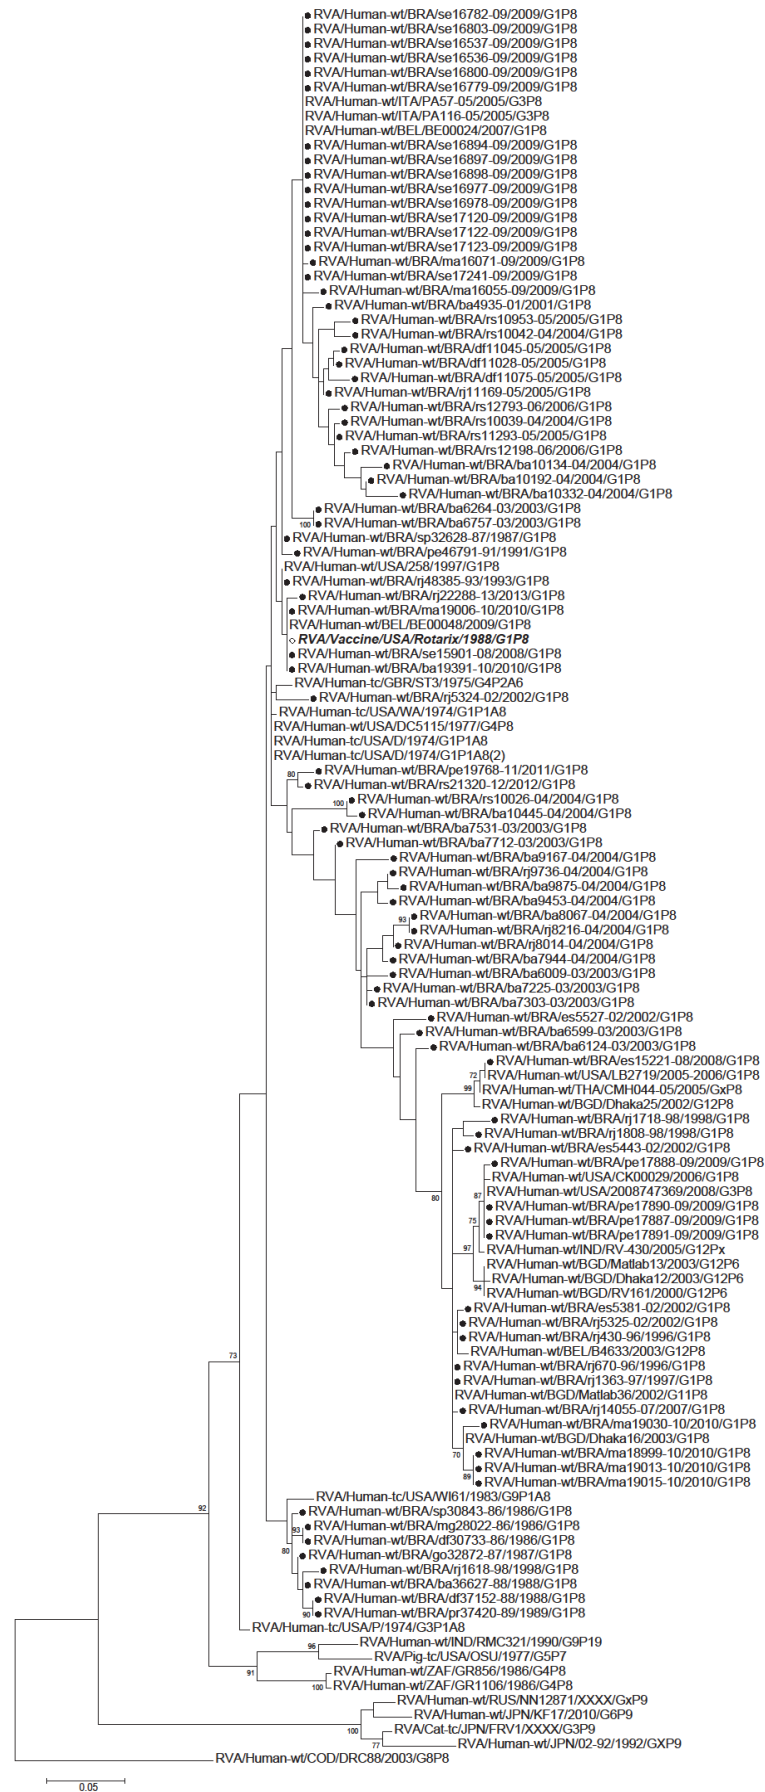 RVA/Human-wt/BRA/se16782-09/2009/G1P8
RVA/Human-wt/BRA/se16803-09/2009/G1P8
RVA/Human-wt/BRA/se16537-09/2009/G1P8
RVA/Human-wt/BRA/se16536-09/2009/G1P8
RVA/Human-wt/BRA/se16800-09/2009/G1P8
RVA/Human-wt/BRA/se16779-09/2009/G1P8
RVA/Human-wt/ITA/PA57-05/2005/G3P8
RVA/Human-wt/ITA/PA116-05/2005/G3P8
RVA/Human-wt/BEL/BE00024/2007/G1P8
RVA/Human-wt/BRA/se16894-09/2009/G1P8
RVA/Human-wt/BRA/se16897-09/2009/G1P8
RVA/Human-wt/BRA/se16898-09/2009/G1P8
RVA/Human-wt/BRA/se16977-09/2009/G1P8
RVA/Human-wt/BRA/se16978-09/2009/G1P8
RVA/Human-wt/BRA/se17120-09/2009/G1P8
RVA/Human-wt/BRA/se17122-09/2009/G1P8
RVA/Human-wt/BRA/se17123-09/2009/G1P8
RVA/Human-wt/BRA/ma16071-09/2009/G1P8
RVA/Human-wt/BRA/se17241-09/2009/G1P8
RVA/Human-wt/BRA/ma16055-09/2009/G1P8
RVA/Human-wt/BRA/ba4935-01/2001/G1P8
RVA/Human-wt/BRA/rs10953-05/2005/G1P8
RVA/Human-wt/BRA/rs10042-04/2004/G1P8
RVA/Human-wt/BRA/df11045-05/2005/G1P8
RVA/Human-wt/BRA/df11028-05/2005/G1P8
RVA/Human-wt/BRA/df11075-05/2005/G1P8
RVA/Human-wt/BRA/rj11169-05/2005/G1P8
RVA/Human-wt/BRA/rs12793-06/2006/G1P8
RVA/Human-wt/BRA/rs10039-04/2004/G1P8
RVA/Human-wt/BRA/rs11293-05/2005/G1P8
RVA/Human-wt/BRA/rs12198-06/2006/G1P8
RVA/Human-wt/BRA/ba10134-04/2004/G1P8
RVA/Human-wt/BRA/ba10192-04/2004/G1P8
RVA/Human-wt/BRA/ba10332-04/2004/G1P8
RVA/Human-wt/BRA/ba6264-03/2003/G1P8
100
RVA/Human-wt/BRA/ba6757-03/2003/G1P8
RVA/Human-wt/BRA/sp32628-87/1987/G1P8
RVA/Human-wt/BRA/pe46791-91/1991/G1P8
RVA/Human-wt/USA/258/1997/G1P8
RVA/Human-wt/BRA/rj48385-93/1993/G1P8
RVA/Human-wt/BRA/rj22288-13/2013/G1P8
RVA/Human-wt/BRA/ma19006-10/2010/G1P8
RVA/Human-wt/BEL/BE00048/2009/G1P8
RVA/Vaccine/USA/Rotarix/1988/G1P8
RVA/Human-wt/BRA/se15901-08/2008/G1P8
RVA/Human-wt/BRA/ba19391-10/2010/G1P8
RVA/Human-tc/GBR/ST3/1975/G4P2A6
RVA/Human-wt/BRA/rj5324-02/2002/G1P8
RVA/Human-tc/USA/WA/1974/G1P1A8
RVA/Human-wt/USA/DC5115/1977/G4P8
RVA/Human-tc/USA/D/1974/G1P1A8
RVA/Human-tc/USA/D/1974/G1P1A8(2)
80
RVA/Human-wt/BRA/pe19768-11/2011/G1P8
RVA/Human-wt/BRA/rs21320-12/2012/G1P8
RVA/Human-wt/BRA/rs10026-04/2004/G1P8
100
RVA/Human-wt/BRA/ba10445-04/2004/G1P8
RVA/Human-wt/BRA/ba7531-03/2003/G1P8
RVA/Human-wt/BRA/ba7712-03/2003/G1P8
RVA/Human-wt/BRA/ba9167-04/2004/G1P8
RVA/Human-wt/BRA/rj9736-04/2004/G1P8
RVA/Human-wt/BRA/ba9875-04/2004/G1P8
RVA/Human-wt/BRA/ba9453-04/2004/G1P8
93
RVA/Human-wt/BRA/ba8067-04/2004/G1P8
RVA/Human-wt/BRA/rj8216-04/2004/G1P8
RVA/Human-wt/BRA/rj8014-04/2004/G1P8
RVA/Human-wt/BRA/ba7944-04/2004/G1P8
RVA/Human-wt/BRA/ba6009-03/2003/G1P8
RVA/Human-wt/BRA/ba7225-03/2003/G1P8
RVA/Human-wt/BRA/ba7303-03/2003/G1P8
RVA/Human-wt/BRA/es5527-02/2002/G1P8
RVA/Human-wt/BRA/ba6599-03/2003/G1P8
RVA/Human-wt/BRA/ba6124-03/2003/G1P8
RVA/Human-wt/BRA/es15221-08/2008/G1P8
72
RVA/Human-wt/USA/LB2719/2005-2006/G1P8
99
RVA/Human-wt/THA/CMH044-05/2005/GxP8
RVA/Human-wt/BGD/Dhaka25/2002/G12P8
RVA/Human-wt/BRA/rj1718-98/1998/G1P8
RVA/Human-wt/BRA/rj1808-98/1998/G1P8
RVA/Human-wt/BRA/es5443-02/2002/G1P8
RVA/Human-wt/BRA/pe17888-09/2009/G1P8
RVA/Human-wt/USA/CK00029/2006/G1P8
80
87
RVA/Human-wt/USA/2008747369/2008/G3P8
RVA/Human-wt/BRA/pe17890-09/2009/G1P8
75
RVA/Human-wt/BRA/pe17887-09/2009/G1P8
RVA/Human-wt/BRA/pe17891-09/2009/G1P8
97
RVA/Human-wt/IND/RV-430/2005/G12Px
RVA/Human-wt/BGD/Matlab13/2003/G12P6
RVA/Human-wt/BGD/Dhaka12/2003/G12P6
94
RVA/Human-wt/BGD/RV161/2000/G12P6
RVA/Human-wt/BRA/es5381-02/2002/G1P8
RVA/Human-wt/BRA/rj5325-02/2002/G1P8
RVA/Human-wt/BRA/rj430-96/1996/G1P8
RVA/Human-wt/BEL/B4633/2003/G12P8
73
RVA/Human-wt/BRA/rj670-96/1996/G1P8
RVA/Human-wt/BRA/rj1363-97/1997/G1P8
RVA/Human-wt/BGD/Matlab36/2002/G11P8
RVA/Human-wt/BRA/rj14055-07/2007/G1P8
RVA/Human-wt/BRA/ma19030-10/2010/G1P8
RVA/Human-wt/BGD/Dhaka16/2003/G1P8
70
RVA/Human-wt/BRA/ma18999-10/2010/G1P8
RVA/Human-wt/BRA/ma19013-10/2010/G1P8
89
RVA/Human-wt/BRA/ma19015-10/2010/G1P8
RVA/Human-tc/USA/WI61/1983/G9P1A8
92
RVA/Human-wt/BRA/sp30843-86/1986/G1P8
RVA/Human-wt/BRA/mg28022-86/1986/G1P8
93
RVA/Human-wt/BRA/df30733-86/1986/G1P8
80
RVA/Human-wt/BRA/go32872-87/1987/G1P8
RVA/Human-wt/BRA/rj1618-98/1998/G1P8
RVA/Human-wt/BRA/ba36627-88/1988/G1P8
RVA/Human-wt/BRA/df37152-88/1988/G1P8
90
RVA/Human-wt/BRA/pr37420-89/1989/G1P8
RVA/Human-tc/USA/P/1974/G3P1A8
RVA/Human-wt/IND/RMC321/1990/G9P19
96
RVA/Pig-tc/USA/OSU/1977/G5P7
91
RVA/Human-wt/ZAF/GR856/1986/G4P8
100
RVA/Human-wt/ZAF/GR1106/1986/G4P8
RVA/Human-wt/RUS/NN12871/XXXX/GxP9
RVA/Human-wt/JPN/KF17/2010/G6P9
100
RVA/Cat-tc/JPN/FRV1/XXXX/G3P9
77
RVA/Human-wt/JPN/02-92/1992/GXP9
RVA/Human-wt/COD/DRC88/2003/G8P8
0.05